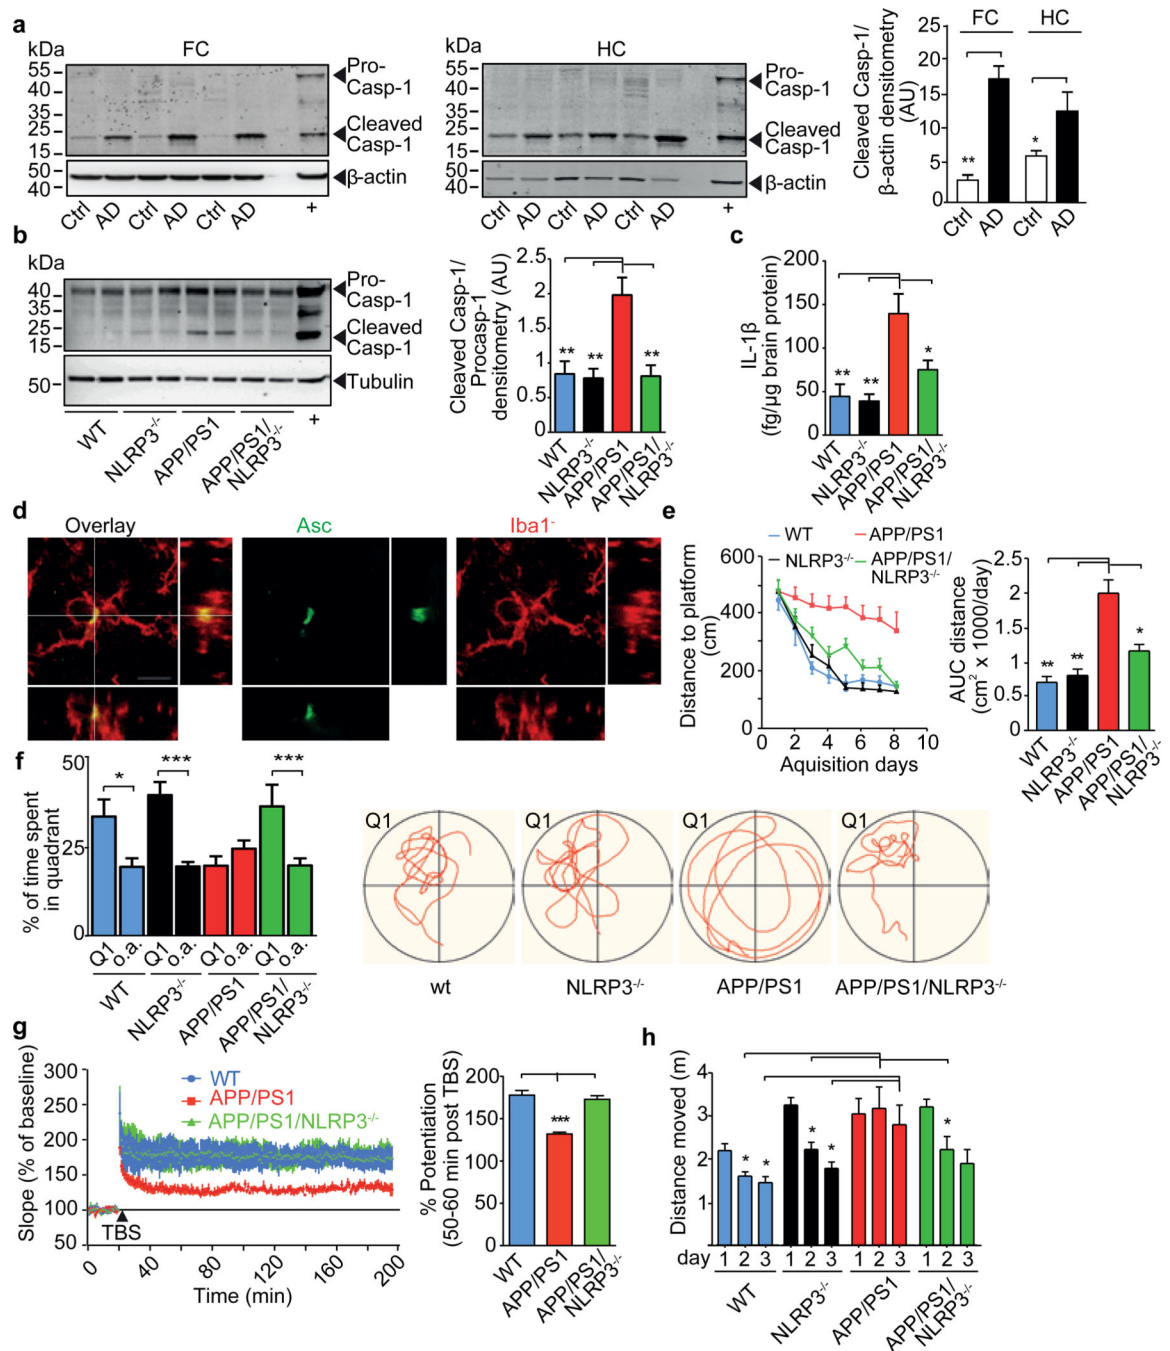 a
kDa
FC
55
40
35
25
15
Pro-
Casp-1
Cleaved
Casp-1
50
40
β-actin
Ctrl AD Ctrl AD Ctrl AD +
kDa
HC
55
40
35
25
15
Pro-
Casp-1
Cleaved
Casp-1
50
40
β-actin
Ctrl AD Ctrl AD Ctrl AD +
Cleaved Casp-1/
β-actin densitometry
(AU)
25
20
15
10
5
0
FC HC
** *
Ctrl AD Ctrl AD
b
kDa
40
35
25
15
Pro-
Casp-1
Cleaved
Casp-1
50
Tubulin
WT NLRP3-/- APP/PS1 APP/PS1/
NLRP3-/-
+
Cleaved Casp-1/
Procasp-1
densitometry (AU)
2.5
2
1
0.5
0
** ** **
WT NLRP3-/- APP/PS1 APP/PS1/
NLRP3-/-
c
IL-1β
(fg/µg brain protein)
200
150
100
50
0
** ** *
WT NLRP3-/- APP/PS1 APP/PS1/
NLRP3-/-
d
Overlay Asc Iba1-
e
WT APP/PS1
NLRP3-/- APP/PS1/
NLRP3-/-
Distance to platform
(cm)
600
400
200
0
0 2 4 6 8 10
Aquisition days
AUC distance
(cm2 x 1000/day)
2.5
2
1
0.5
0
** ** *
WT NLRP3-/- APP/PS1 APP/PS1/
NLRP3-/-
f
% of time spent
in quadrant
50
25
0
* *** ***
Q1 o.a. Q1 o.a. Q1 o.a. Q1 o.a.
WT NLRP3-/- APP/PS1 APP/PS1/
NLRP3-/-
Q1 Q1 Q1 Q1
wt NLRP3-/- APP/PS1 APP/PS1/NLRP3-/-
g
Slope (% of baseline)
300
250
200
150
100
50
WT
APP/PS1
APP/PS1/NLRP3-/-
TBS
0 40 80 120 160 200
Time (min)
% Potentiation
(50-60 min post TBS)
200
150
100
50
0
***
WT APP/PS1 APP/PS1/
NLRP3-/-
h
Distance moved (m)
4
3
2
1
* * * * *
day 1 2 3 1 2 3 1 2 3 1 2 3
WT NLRP3-/- APP/PS1 APP/PS1/
NLRP3-/-